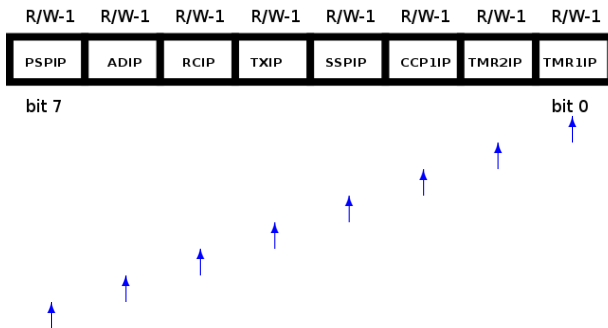 R/W-1 R/W-1 R/W-1 R/W-1 R/W-1 R/W-1 R/W-1 R/W-1
PSPIP ADIP RCIP TXIP SSPIP CCP1IP TMR2IP TMR1IP
bit 7 bit 0